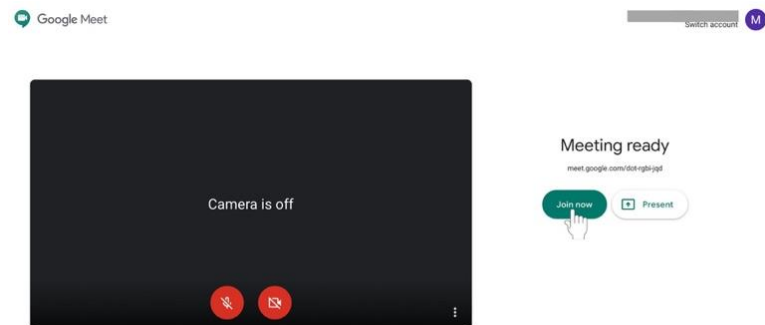 Google Meet
Switch account
M
Meeting ready
meet.google.com/dot-rgbi-jqd
Camera is off
Join now
Present